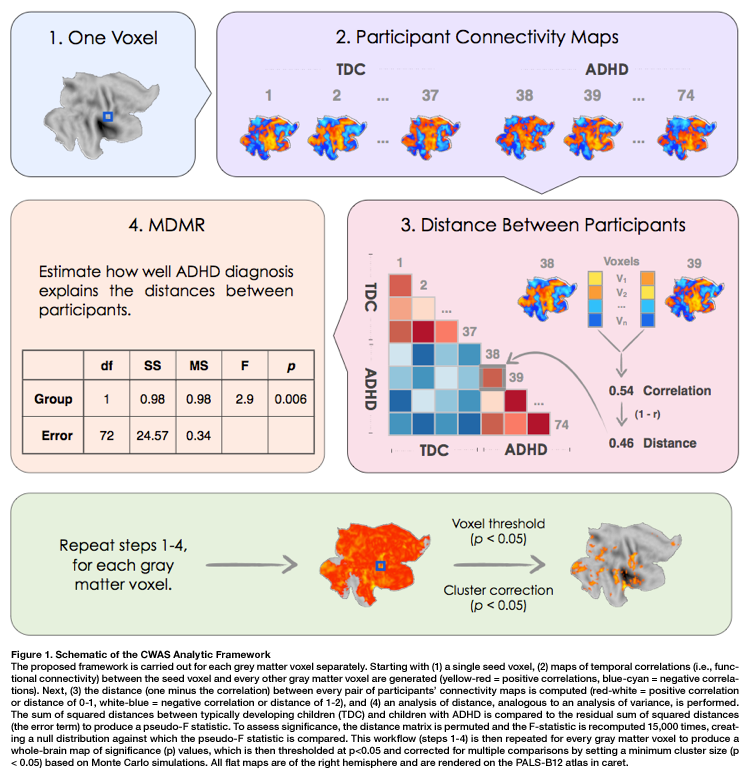 1. One Voxel
2. Participant Connectivity Maps
TDC
ADHD
1
2
...
37
38
39
...
74
...
...
4. MDMR
Estimate how well ADHD diagnosis
explains the distances between
participants.
df SS MS F p
Group 1 0.98 0.98 2.9 0.006
Error 72 24.57 0.34
3. Distance Between Participants
1
2
...
37
38
39
...
74
TDC
ADHD
TDC
ADHD
38
Voxels
39
V1
V2
...
Vn
0.54 Correlation
(1 - r)
0.46 Distance
Repeat steps 1-4,
for each gray
matter voxel.
Voxel threshold
(p < 0.05)
Cluster correction
(p < 0.05)
Figure 1. Schematic of the CWAS Analytic Framework
The proposed framework is carried out for each grey matter voxel separately. Starting with (1) a single seed voxel, (2) maps of temporal correlations (i.e., func-
tional connectivity) between the seed voxel and every other gray matter voxel are generated (yellow-red = positive correlations, blue-cyan = negative correla-
tions). Next, (3) the distance (one minus the correlation) between every pair of participants' connectivity maps is computed (red-white = positive correlation
or distance of 0-1, white-blue = negative correlation or distance of 1-2), and (4) an analysis of distance, analogous to an analysis of variance, is performed.
The sum of squared distances between typically developing children (TDC) and children with ADHD is compared to the residual sum of squared distances
(the error term) to produce a pseudo-F statistic. To assess significance, the distance matrix is permuted and the F-statistic is recomputed 15,000 times, creat-
ing a null distribution against which the pseudo-F statistic is compared. This workflow (steps 1-4) is then repeated for every gray matter voxel to produce a
whole-brain map of significance (p) values, which is then thresholded at p<0.05 and corrected for multiple comparisons by setting a minimum cluster size (p
< 0.05) based on Monte Carlo simulations. All flat maps are of the right hemisphere and are rendered on the PALS-B12 atlas in caret.